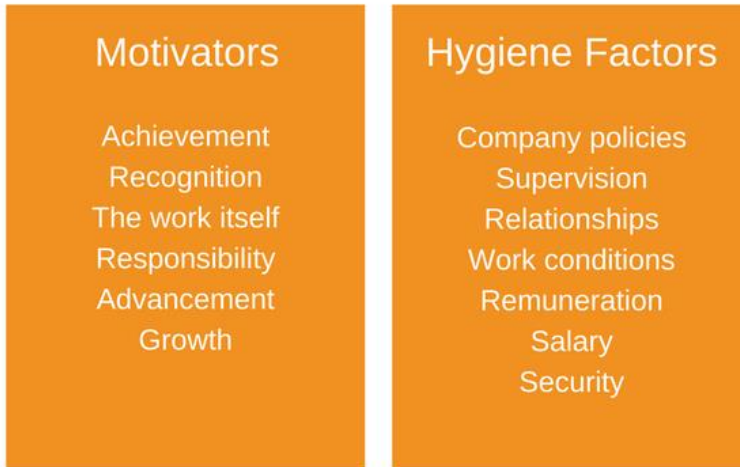 Motivators
Achievement
Recognition
The work itself
Responsibility
Advancement
Growth
Hygiene Factors
Company policies
Supervision
Relationships
Work conditions
Remuneration
Salary
Security